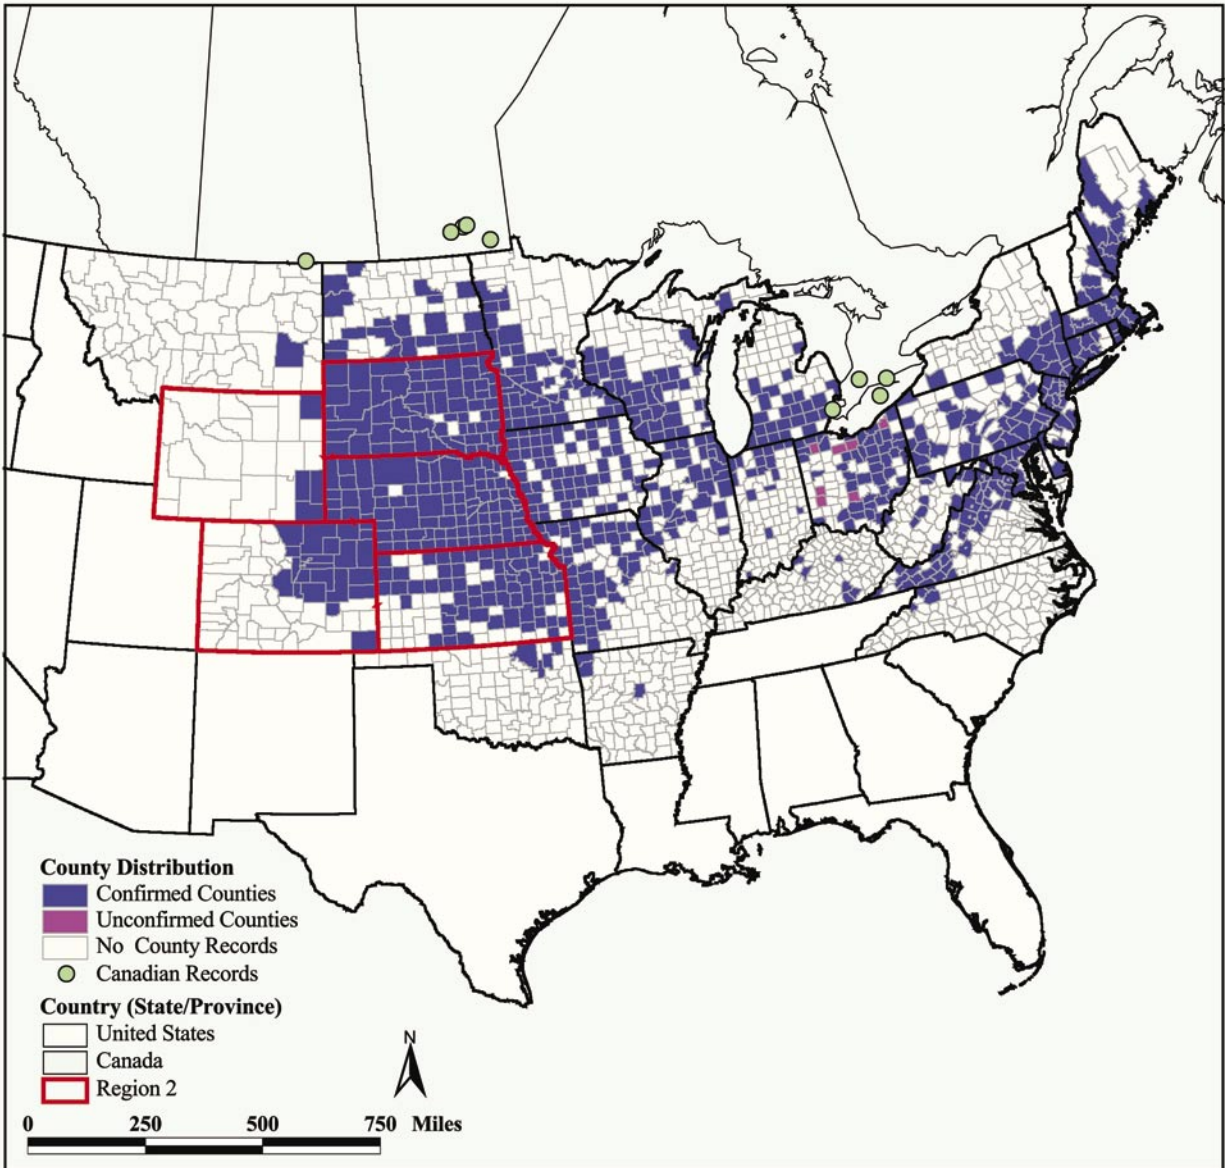 County Distribution
Confirmed Counties
Unconfirmed Counties
No County Records
Canadian Records
Country (State/Province)
United States
Canada
Region 2
N
0 250 500 750 Miles